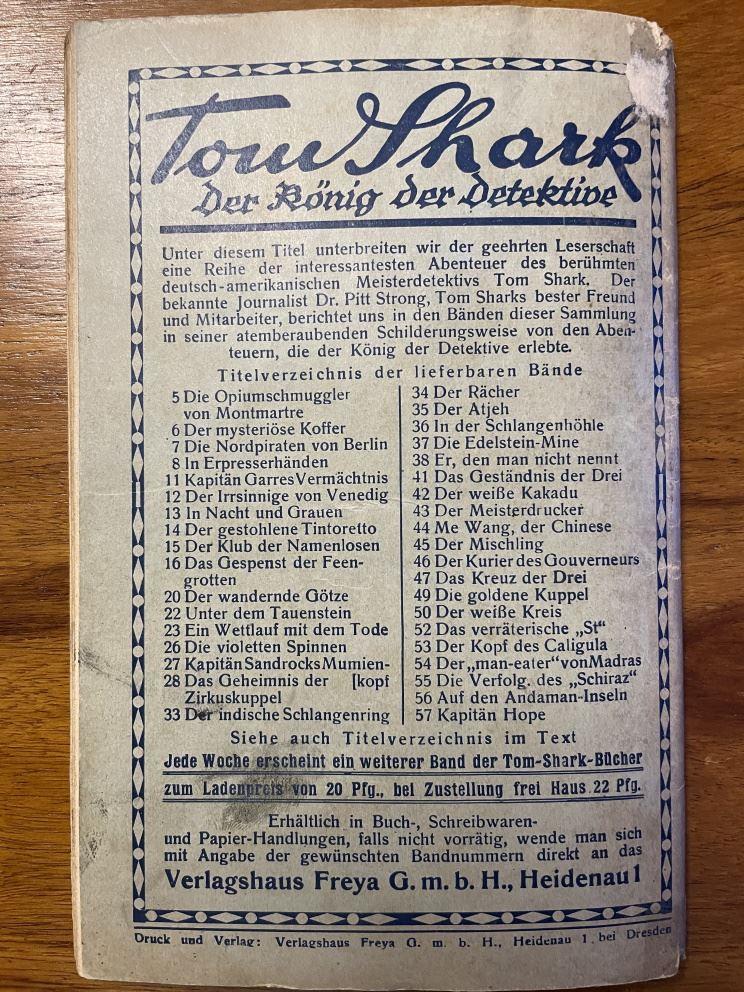 Tom Shark
Der König der Detektive
Unter diesem Titel unterbreiten wir der geehrten Leserschaft
eine Reihe der interessantesten Abenteuer des berühmten
deutsch-amerikanischen Meisterdetektivs Tom Shark. Der
bekannte Journalist Dr. Pitt Strong, Tom Sharks bester Freund
und Mitarbeiter, berichtet uns in den Bänden dieser Sammlung
in seiner atemberaubenden Schilderungsweise von den Aben-
teuern, die der König der Detektive erlebte.
Titelverzeichnis der lieferbaren Bände
5 Die Opiumschmuggler
von Montmartre
6 Der mysteriöse Koffer
7 Die Nordpiraten von Berlin
8 In Erpresserhänden
11 Kapitän Garres Vermächtnis
12 Der Irrsinnige von Venedig
13 In Nacht und Grauen
14 Der gestohlene Tintoretto
15 Der Klub der Namenlosen
16 Das Gespenst der Feen-
grotten
20 Der wandernde Götze
22 Unter dem Tauenstein
23 Ein Wettlauf mit dem Tode
26 Die violetten Spinnen
27 Kapitän Sandrocks Mumien-
28 Das Geheimnis der [kopf
Zirkuskuppel
33 Der indische Schlangenring
34 Der Rächer
35 Der Atjeh
36 In der Schlangenhöhle
37 Die Edelstein-Mine
38 Er, den man nicht nennt
41 Das Geständnis der Drei
42 Der weiße Kakadu
43 Der Meisterdrucker
44 Me Wang, der Chinese
45 Der Mischling
46 Der Kurier des Gouverneurs
47 Das Kreuz der Drei
49 Die goldene Kuppel
50 Der weiße Kreis
52 Das verräterische „St“
53 Der Kopf des Caligula
54 Der „man-eater“ von Madras
55 Die Verfolg. des „Schiraz“
56 Auf den Andaman-Inseln
57 Kapitän Hope
Siehe auch Titelverzeichnis im Text
Jede Woche erscheint ein weiterer Band der Tom-Shark-Bücher
zum Ladenpreis von 20 Pfg., bei Zustellung frei Haus 22 Pfg.
Erhältlich in Buch-, Schreibwaren-
und Papier-Handlungen, falls nicht vorrätig, wende man sich
mit Angabe der gewünschten Bandnummern direkt an das
Verlagshaus Freya G. m. b. H., Heidenau 1
Druck und Verlag: Verlagshaus Freya G. m. b. H., Heidenau 1. bei Dresden